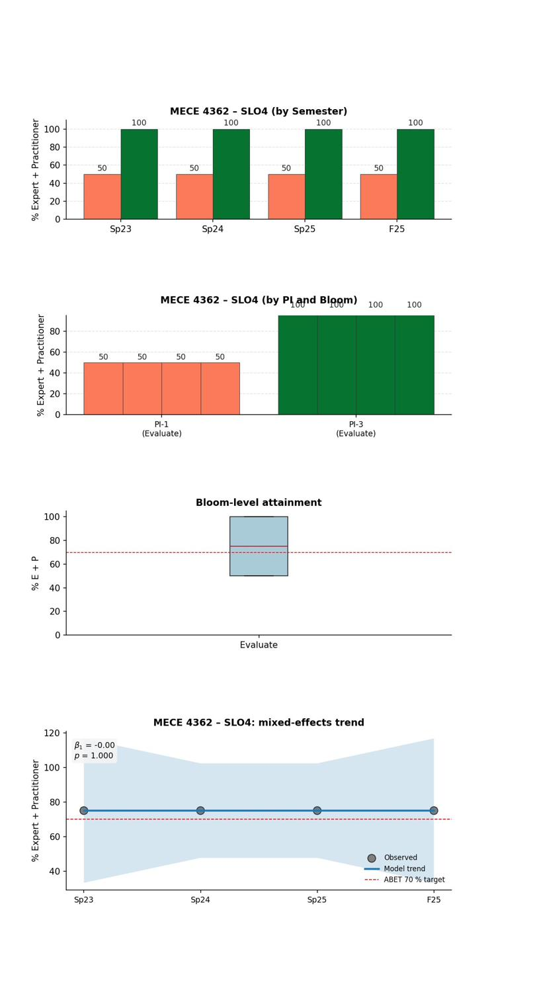 MECE 4362 – SLO4 (by Semester)
% Expert + Practitioner
100
80
60
40
20
0
50
100
50
100
50
100
50
100
Sp23
Sp24
Sp25
F25
MECE 4362 – SLO4 (by PI and Bloom)
% Expert + Practitioner
80
60
40
20
0
50
50
50
50
100
100
100
100
PI-1
(Evaluate)
PI-3
(Evaluate)
Bloom-level attainment
% E + P
100
80
60
40
20
0
Evaluate
MECE 4362 – SLO4: mixed-effects trend
% Expert + Practitioner
120
100
80
60
40
β₁ = -0.00
p = 1.000
Observed
Model trend
ABET 70 % target
Sp23
Sp24
Sp25
F25